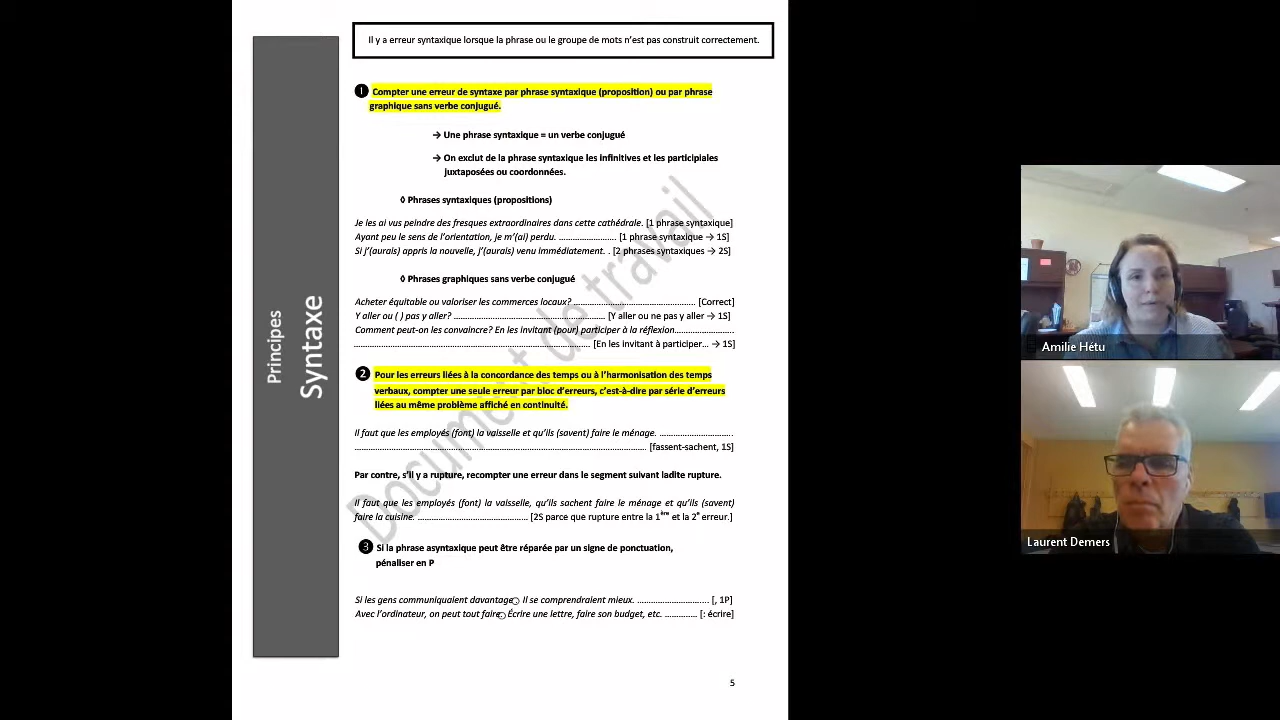 Il y a erreur syntaxique lorsque la phrase ou le groupe de mots n'est pas construit correctement.
Principes
Syntaxe
❶ Compter une erreur de syntaxe par phrase syntaxique (proposition) ou par phrase
graphique sans verbe conjugué.
→ Une phrase syntaxique = un verbe conjugué
→ On exclut de la phrase syntaxique les infinitives et les participiales
juxtaposées ou coordonnées.
◊ Phrases syntaxiques (propositions)
Je les ai vus peindre des fresques extraordinaires dans cette cathédrale. [1 phrase syntaxique]
Ayant peu le sens de l'orientation, je m'(ai) perdu. ........................ [1 phrase syntaxique → 1S]
Si j'(aurais) appris la nouvelle, j'(aurais) venu immédiatement. . [2 phrases syntaxiques → 2S]
◊ Phrases graphiques sans verbe conjugué
Acheter équitable ou valoriser les commerces locaux? .................................................... [Correct]
Y aller ou ( ) pas y aller? ................................................................ [Y aller ou ne pas y aller → 1S]
Comment peut-on les convaincre? En les invitant (pour) participer à la réflexion.........................
..................................................................................................... [En les invitant à participer... → 1S]
❷ Pour les erreurs liées à la concordance des temps ou à l'harmonisation des temps
verbaux, compter une seule erreur par bloc d'erreurs, c'est-à-dire par série d'erreurs
liées au même problème affiché en continuité.
Il faut que les employés (font) la vaisselle et qu'ils (savent) faire le ménage. ................................
............................................................................................................................ [fassent-sachent, 1S]
Par contre, s'il y a rupture, recompter une erreur dans le segment suivant ladite rupture.
Il faut que les employés (font) la vaisselle, qu'ils sachent faire le ménage et qu'ils (savent)
faire la cuisine. ............................................... [2S parce que rupture entre la 1ère et la 2e erreur.]
❸ Si la phrase asyntaxique peut être réparée par un signe de ponctuation,
pénaliser en P
Si les gens communiquaient davantage◯ Il se comprendraient mieux. .............................. [, 1P]
Avec l'ordinateur, on peut tout faire◯ Écrire une lettre, faire son budget, etc. .............. [: écrire]
5
Document de travail
Amilie Hétu
Laurent Demers